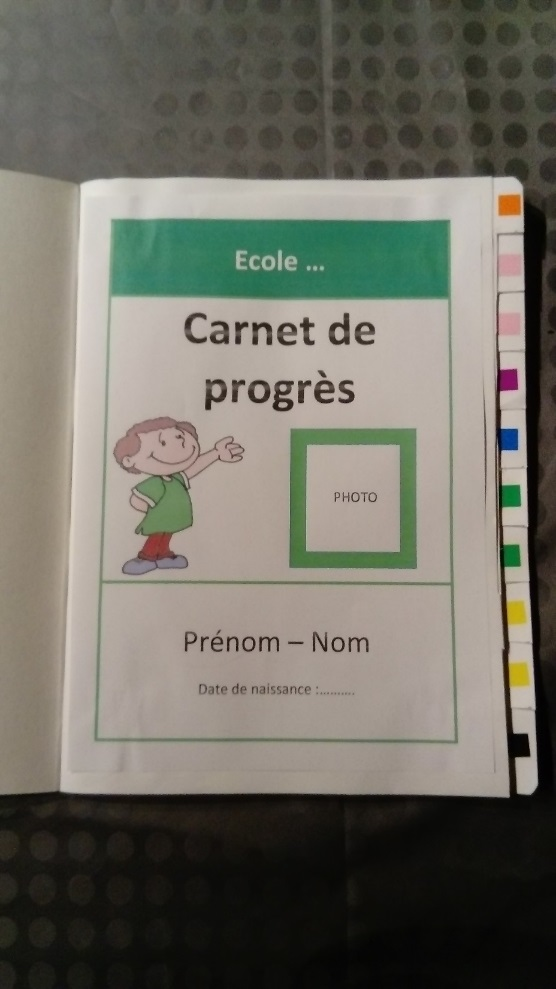 Ecole ...
Carnet de
progrès
PHOTO
Prénom – Nom
Date de naissance :..........